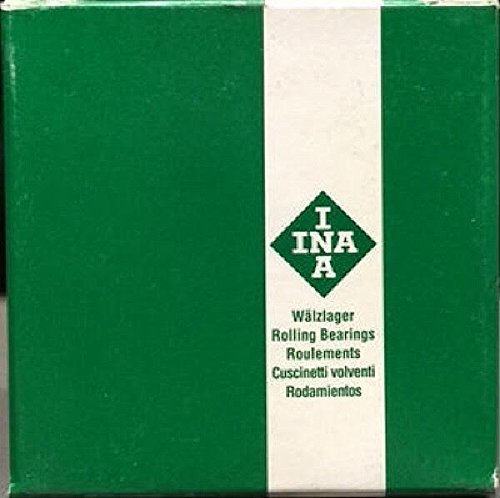 I
INA
A
Wälzlager
Rolling Bearings
Roulements
Cuscinetti volventi
Rodamientos